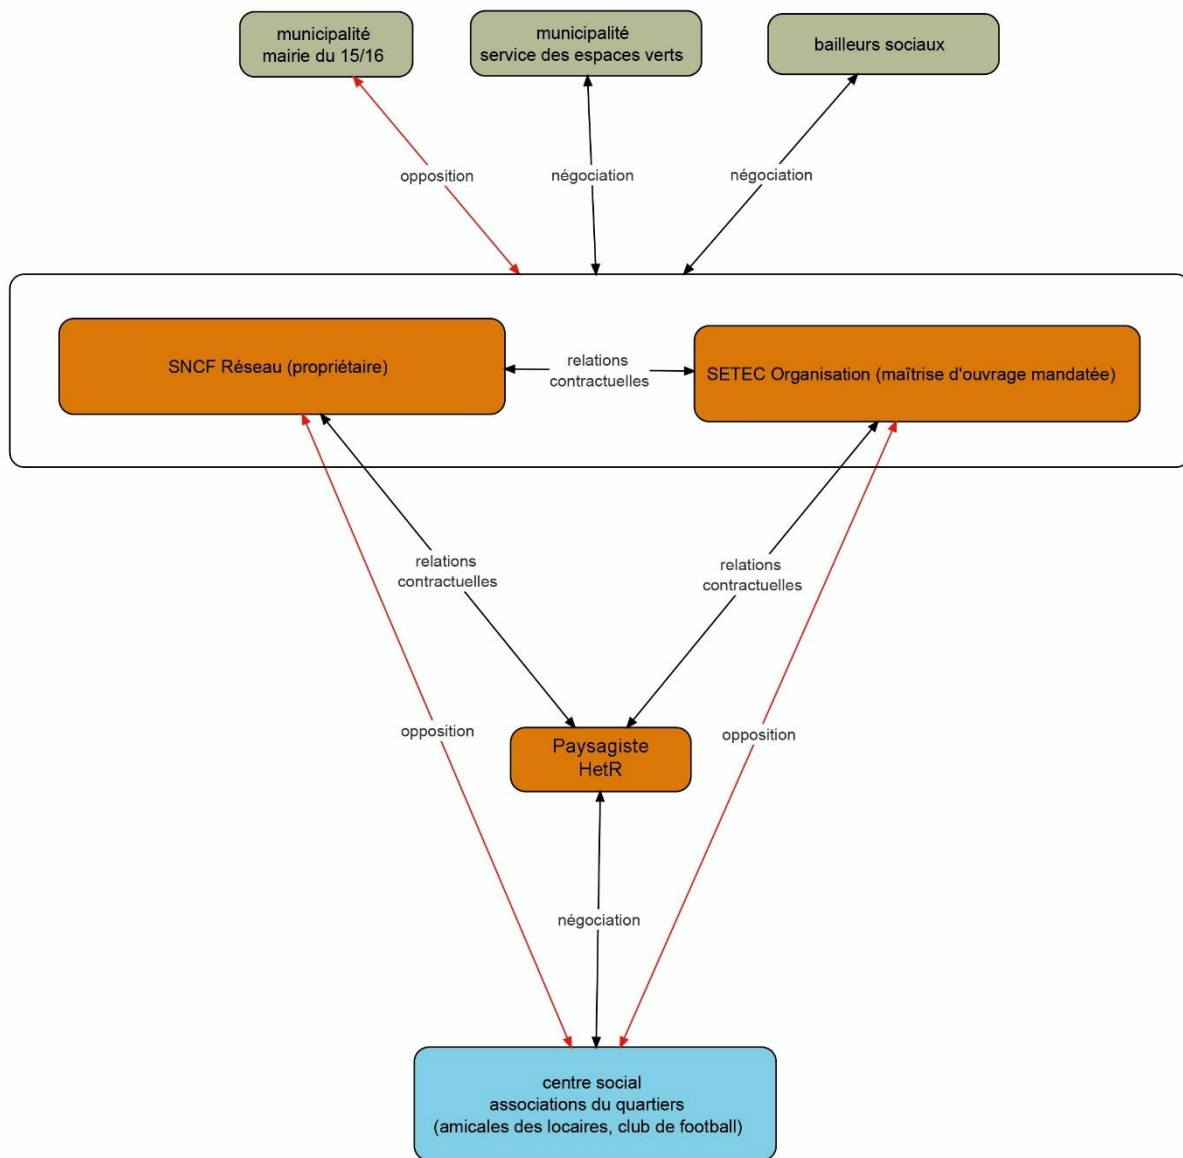 municipalité
mairie du 15/16
municipalité
service des espaces verts
bailleurs sociaux
opposition
négociation
négociation
SNCF Réseau (propriétaire)
relations
contractuelles
SETEC Organisation (maîtrise d'ouvrage mandatée)
relations
contractuelles
relations
contractuelles
opposition
opposition
Paysagiste
HetR
négociation
centre social
associations du quartiers
(amicales des locaires, club de football)